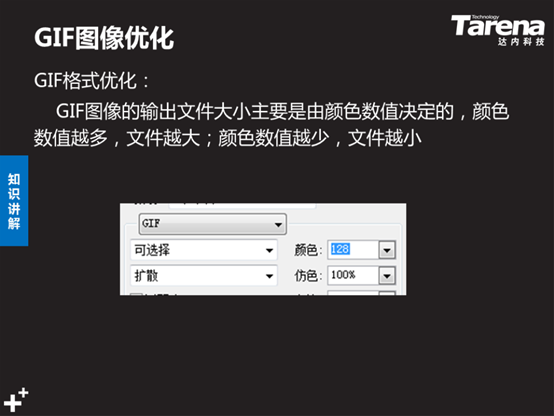 GIF图像优化
Technology
Tarena
达内科技
GIF格式优化：
GIF图像的输出文件大小主要是由颜色数值决定的，颜色
数值越多，文件越大；颜色数值越少，文件越小
知识讲解
GIF
可选择
颜色: 128
扩散
仿色: 100%